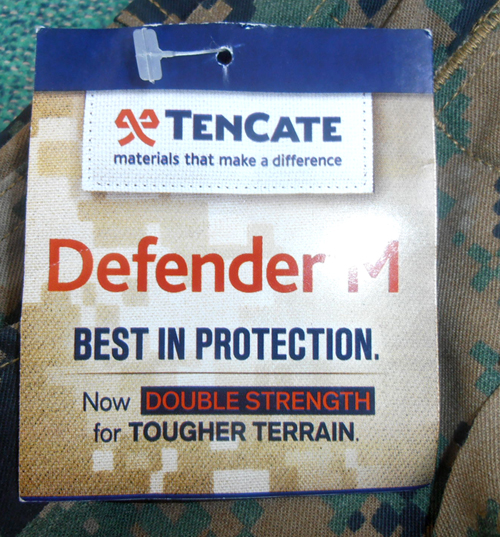 TENCATE
materials that make a difference
Defender M
BEST IN PROTECTION.
Now DOUBLE STRENGTH
for TOUGHER TERRAIN.